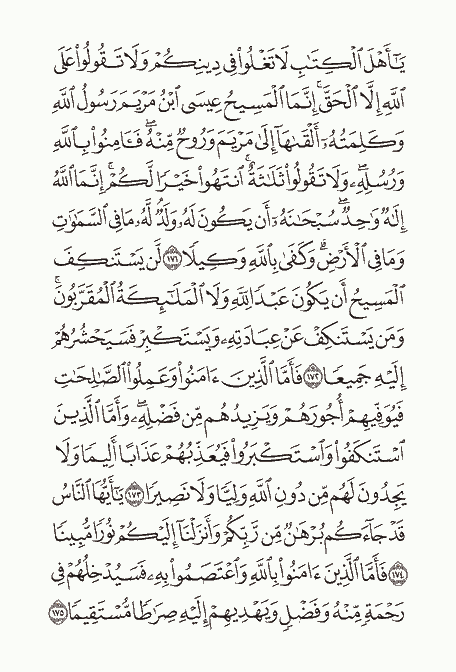 يَـٰٓأَهْلَ ٱلْكِتَـٰبِ لَا تَغْلُوا۟ فِى دِينِكُمْ وَلَا تَقُولُوا۟ عَلَى
ٱللَّهِ إِلَّا ٱلْحَقَّ ۚ إِنَّمَا ٱلْمَسِيحُ عِيسَى ٱبْنُ مَرْيَمَ رَسُولُ ٱللَّهِ
وَكَلِمَتُهُۥٓ أَلْقَىٰهَآ إِلَىٰ مَرْيَمَ وَرُوحٌ مِّنْهُ ۖ فَـَٔامِنُوا۟ بِٱللَّهِ
وَرُسُلِهِۦ ۖ وَلَا تَقُولُوا۟ ثَلَـٰثَةٌ ۚ ٱنتَهُوا۟ خَيْرًا لَّكُمْ ۚ إِنَّمَا ٱللَّهُ
إِلَـٰهٌ وَٰحِدٌ ۖ سُبْحَـٰنَهُۥٓ أَن يَكُونَ لَهُۥ وَلَدٌ ۘ لَّهُۥ مَا فِى ٱلسَّمَـٰوَٰتِ
وَمَا فِى ٱلْأَرْضِ ۗ وَكَفَىٰ بِٱللَّهِ وَكِيلًا ١٧١ لَّن يَسْتَنكِفَ
ٱلْمَسِيحُ أَن يَكُونَ عَبْدًا لِّلَّهِ وَلَا ٱلْمَلَـٰٓئِكَةُ ٱلْمُقَرَّبُونَ ۚ
وَمَن يَسْتَنكِفْ عَنْ عِبَادَتِهِۦ وَيَسْتَكْبِرْ فَسَيَحْشُرُهُمْ
إِلَيْهِ جَمِيعًا ١٧٢ فَأَمَّا ٱلَّذِينَ ءَامَنُوا۟ وَعَمِلُوا۟ ٱلصَّـٰلِحَـٰتِ
فَيُوَفِّيهِمْ أُجُورَهُمْ وَيَزِيدُهُم مِّن فَضْلِهِۦ ۖ وَأَمَّا ٱلَّذِينَ
ٱسْتَنكَفُوا۟ وَٱسْتَكْبَرُوا۟ فَيُعَذِّبُهُمْ عَذَابًا أَلِيمًا وَلَا
يَجِدُونَ لَهُم مِّن دُونِ ٱللَّهِ وَلِيًّا وَلَا نَصِيرًا ١٧٣ يَـٰٓأَيُّهَا ٱلنَّاسُ
قَدْ جَآءَكُم بُرْهَـٰنٌ مِّن رَّبِّكُمْ وَأَنزَلْنَآ إِلَيْكُمْ نُورًا مُّبِينًا
١٧٤ فَأَمَّا ٱلَّذِينَ ءَامَنُوا۟ بِٱللَّهِ وَٱعْتَصَمُوا۟ بِهِۦ فَسَيُدْخِلُهُمْ فِى
رَحْمَةٍ مِّنْهُ وَفَضْلٍ وَيَهْدِيهِمْ إِلَيْهِ صِرَٰطًا مُّسْتَقِيمًا ١٧٥